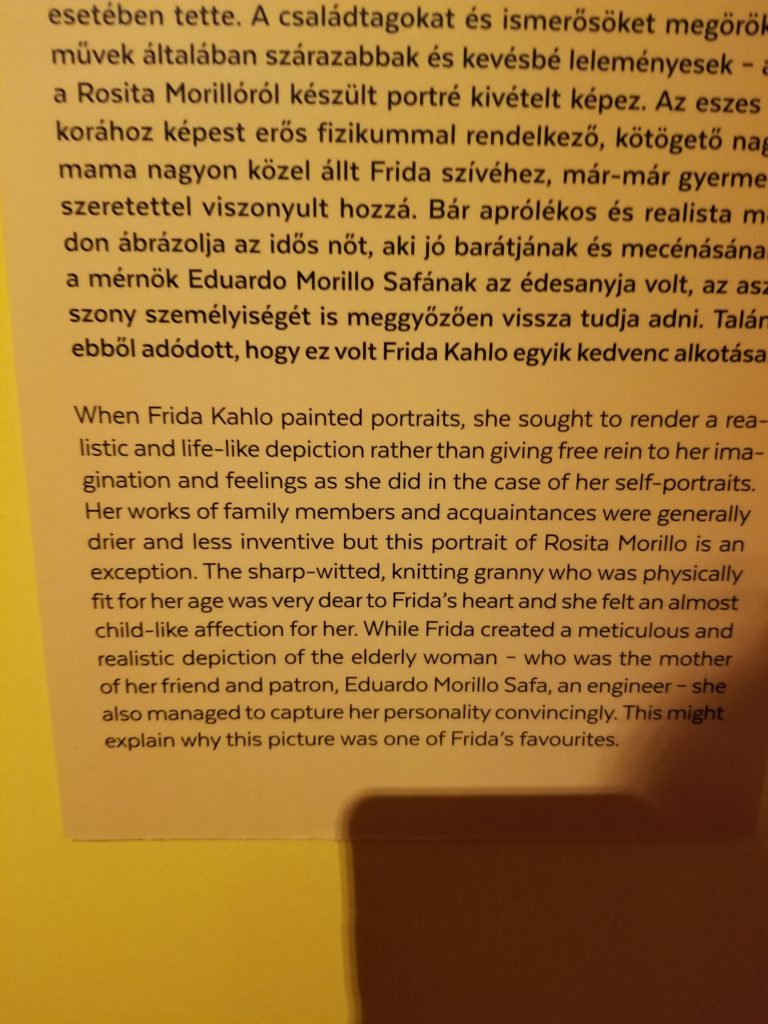 esetében tette. A családtagokat és ismerősöket megörök
művek általában szárazabbak és kevésbé leleményesek – a
a Rosita Morillóról készült portré kivételt képez. Az eszes
korához képest erős fizikummal rendelkező, kötögető nag
mama nagyon közel állt Frida szívéhez, már-már gyerme
szeretettel viszonyult hozzá. Bár aprólékos és realista m
don ábrázolja az idős nőt, aki jó barátjának és mecénásána
a mérnök Eduardo Morillo Safának az édesanyja volt, az asz
szony személyiségét is meggyőzően vissza tudja adni. Talán
ebből adódott, hogy ez volt Frida Kahlo egyik kedvenc alkotása
When Frida Kahlo painted portraits, she sought to render a rea-
listic and life-like depiction rather than giving free rein to her ima-
gination and feelings as she did in the case of her self-portraits.
Her works of family members and acquaintances were generally
drier and less inventive but this portrait of Rosita Morillo is an
exception. The sharp-witted, knitting granny who was physically
fit for her age was very dear to Frida's heart and she felt an almost
child-like affection for her. While Frida created a meticulous and
realistic depiction of the elderly woman – who was the mother
of her friend and patron, Eduardo Morillo Safa, an engineer – she
also managed to capture her personality convincingly. This might
explain why this picture was one of Frida's favourites.